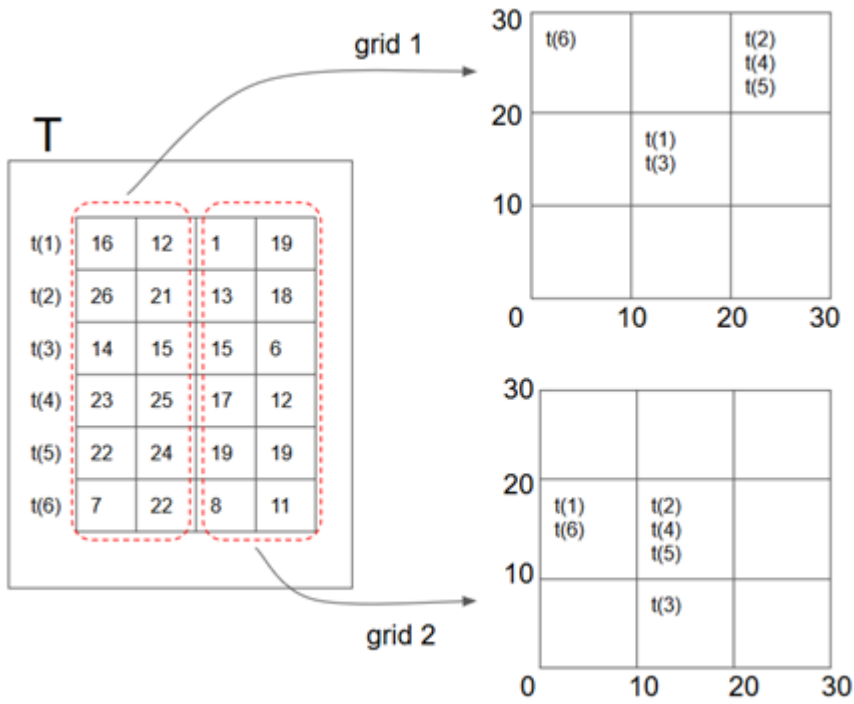 T
t(1) 16 12 1 19
t(2) 26 21 13 18
t(3) 14 15 15 6
t(4) 23 25 17 12
t(5) 22 24 19 19
t(6) 7 22 8 11
grid 1
30
t(6)
t(2)
t(4)
t(5)
20
t(1)
t(3)
10
0 10 20 30
grid 2
30
20
t(1) t(2)
t(6) t(4)
t(5)
10
t(3)
0 10 20 30